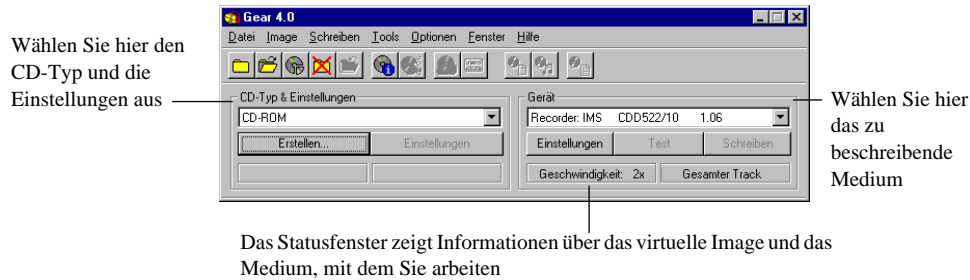 Gear 4.0
Datei Image Schreiben Tools Optionen Fenster Hilfe
Wählen Sie hier den
CD-Typ und die
Einstellungen aus
CD-Typ & Einstellungen
CD-ROM
Erstellen...
Einstellungen
Gerät
Recorder: IMS CDD522/10 1.06
Einstellungen
Test
Schreiben
Geschwindigkeit: 2x
Gesamter Track
Wählen Sie hier
das zu
beschreibende
Medium
Das Statusfenster zeigt Informationen über das virtuelle Image und das
Medium, mit dem Sie arbeiten